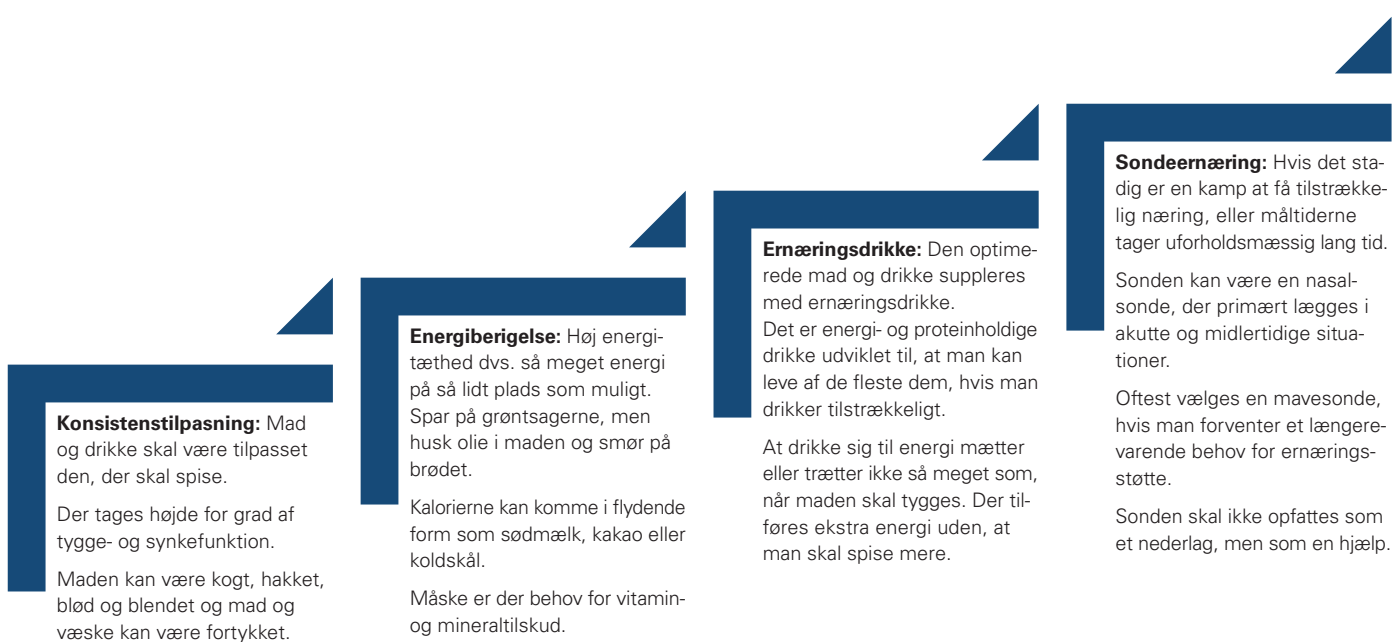 Konsistenstilpasning: Mad
og drikke skal være tilpasset
den, der skal spise.
Der tages højde for grad af
tygge- og synkefunktion.
Maden kan være kogt, hakket,
blød og blendet og mad og
væske kan være fortykket.
Energiberigelse: Høj energi-
tæthed dvs. så meget energi
på så lidt plads som muligt.
Spar på grøntsagerne, men
husk olie i maden og smør på
brødet.
Kalorierne kan komme i flydende
form som sødmælk, kakao eller
koldskål.
Måske er der behov for vitamin-
og mineraltilskud.
Ernæringsdrikke: Den optime-
rede mad og drikke suppleres
med ernæringsdrikke.
Det er energi- og proteinholdige
drikke udviklet til, at man kan
leve af de fleste dem, hvis man
drikker tilstrækkeligt.
At drikke sig til energi mætter
eller trætter ikke så meget som,
når maden skal tygges. Der til-
føres ekstra energi uden, at
man skal spise mere.
Sondeernæring: Hvis det sta-
dig er en kamp at få tilstrække-
lig næring, eller måltiderne
tager uforholdsmæssig lang tid.
Sonden kan være en nasal-
sonde, der primært lægges i
akutte og midlertidige situa-
tioner.
Oftest vælges en mavesonde,
hvis man forventer et længere-
varende behov for ernærings-
støtte.
Sonden skal ikke opfattes som
et nederlag, men som en hjælp.